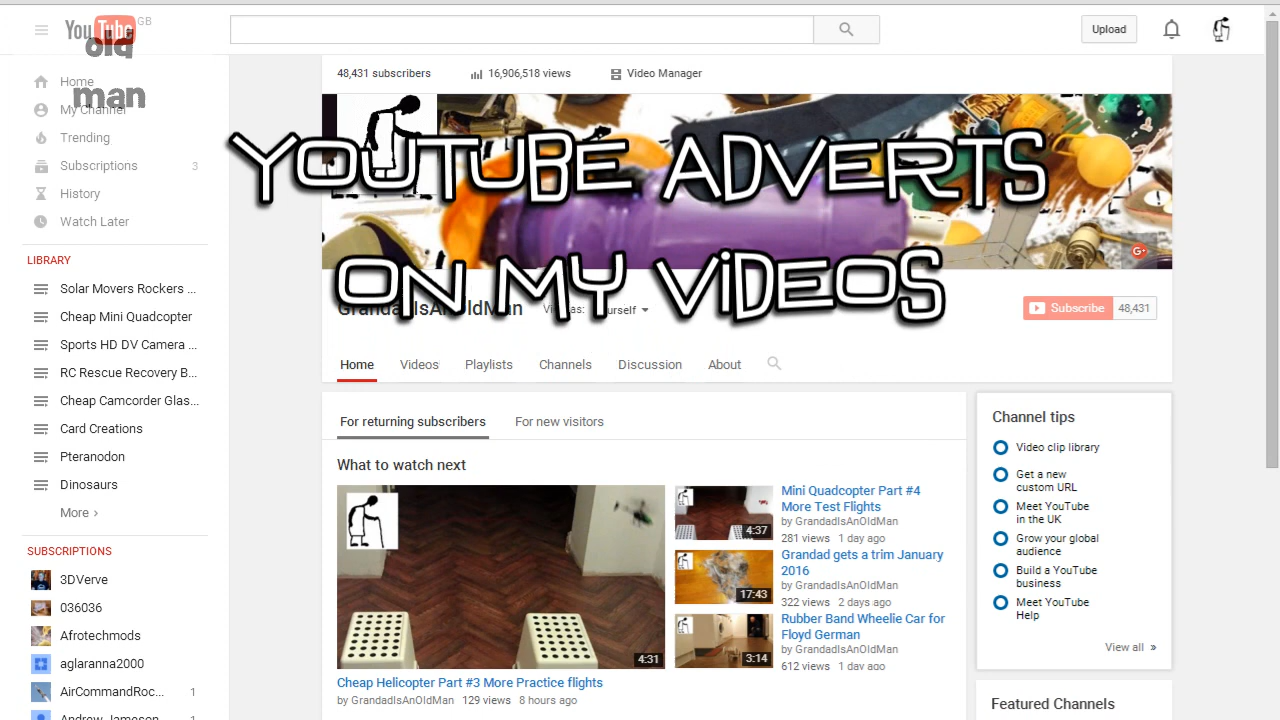 YouTube GB
old
man
Upload
Home
My Channel
Trending
Subscriptions 3
History
Watch Later
LIBRARY
Solar Movers Rockers ...
Cheap Mini Quadcopter
Sports HD DV Camera ...
RC Rescue Recovery B...
Cheap Camcorder Glas...
Card Creations
Pteranodon
Dinosaurs
More ›
SUBSCRIPTIONS
3DVerve
036036
Afrotechmods
aglaranna2000
AirCommandRoc... 1
Andrew Jameson 1
48,431 subscribers 16,906,518 views Video Manager
YOUTUBE ADVERTS
ON MY ViDEOS
G+
GrandadIsAnOldMan
Subscribe 48,431
Home Videos Playlists Channels Discussion About
For returning subscribers For new visitors
What to watch next
4:31
Cheap Helicopter Part #3 More Practice flights
by GrandadIsAnOldMan 129 views 8 hours ago
4:37
Mini Quadcopter Part #4
More Test Flights
by GrandadIsAnOldMan
281 views 1 day ago
17:43
Grandad gets a trim January
2016
by GrandadIsAnOldMan
322 views 2 days ago
3:14
Rubber Band Wheelie Car for
Floyd German
by GrandadIsAnOldMan
612 views 1 day ago
Channel tips
Video clip library
Get a new
custom URL
Meet YouTube
in the UK
Grow your global
audience
Build a YouTube
business
Meet YouTube
Help
View all »
Featured Channels